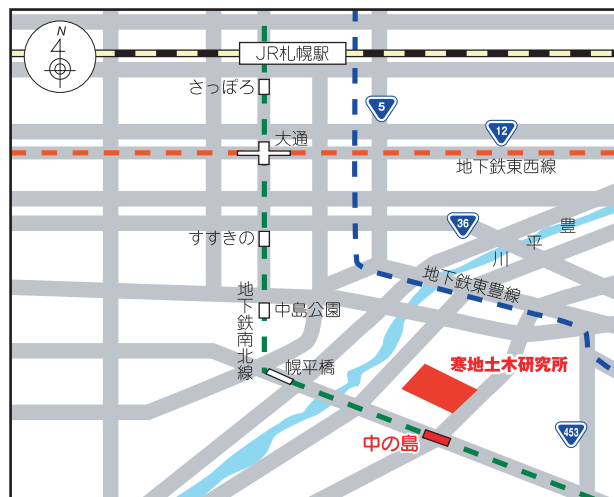 N
JR札幌駅
さっぽろ
5
12
大通
地下鉄東西線
36
豊平川
すすきの
地下鉄東豊線
地下鉄南北線
中島公園
幌平橋
寒地土木研究所
中の島
453